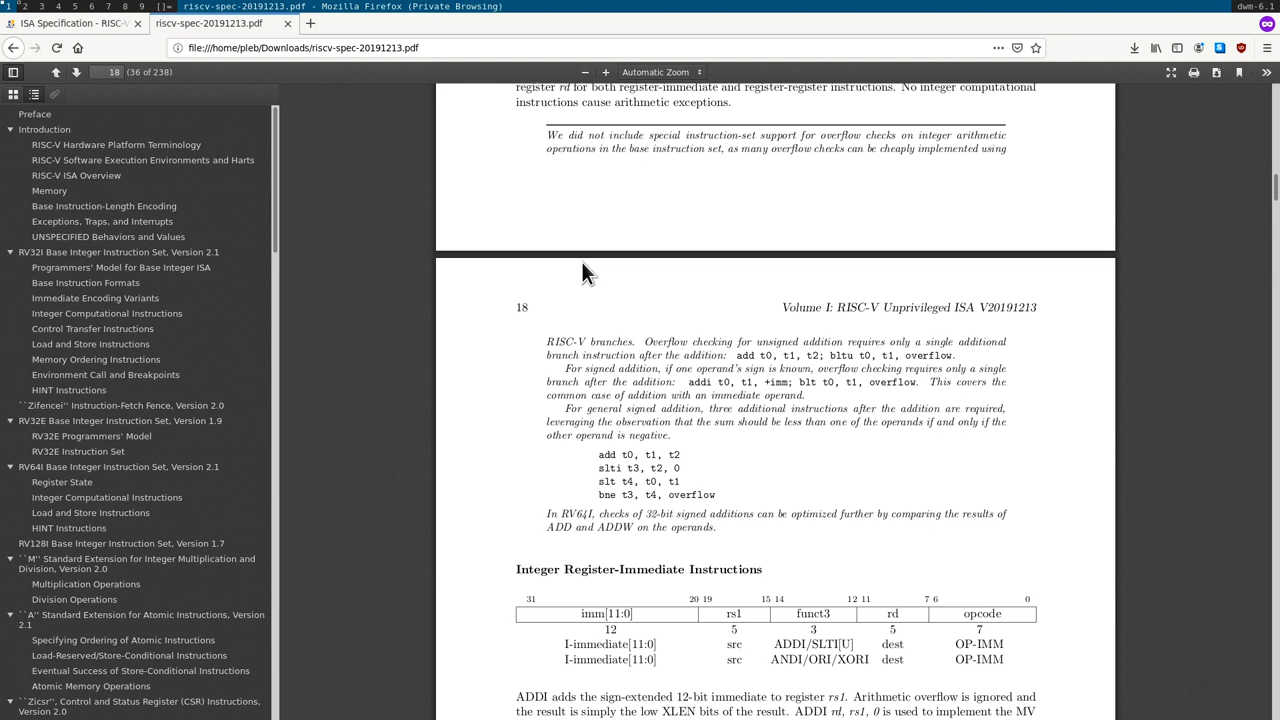 1 2 3 4 5 6 7 8 9 []= riscv-spec-20191213.pdf - Mozilla Firefox (Private Browsing) dwm-6.1
ISA Specification - RISC-V riscv-spec-20191213.pdf
file:///home/pleb/Downloads/riscv-spec-20191213.pdf
18 (36 of 238) Automatic Zoom
Preface
Introduction
RISC-V Hardware Platform Terminology
RISC-V Software Execution Environments and Harts
RISC-V ISA Overview
Memory
Base Instruction-Length Encoding
Exceptions, Traps, and Interrupts
UNSPECIFIED Behaviors and Values
RV32I Base Integer Instruction Set, Version 2.1
Programmers' Model for Base Integer ISA
Base Instruction Formats
Immediate Encoding Variants
Integer Computational Instructions
Control Transfer Instructions
Load and Store Instructions
Memory Ordering Instructions
Environment Call and Breakpoints
HINT Instructions
``Zifencei'' Instruction-Fetch Fence, Version 2.0
RV32E Base Integer Instruction Set, Version 1.9
RV32E Programmers' Model
RV32E Instruction Set
RV64I Base Integer Instruction Set, Version 2.1
Register State
Integer Computational Instructions
Load and Store Instructions
HINT Instructions
RV128I Base Integer Instruction Set, Version 1.7
``M'' Standard Extension for Integer Multiplication and
Division, Version 2.0
Multiplication Operations
Division Operations
``A'' Standard Extension for Atomic Instructions, Version
2.1
Specifying Ordering of Atomic Instructions
Load-Reserved/Store-Conditional Instructions
Eventual Success of Store-Conditional Instructions
Atomic Memory Operations
``Zicsr'', Control and Status Register (CSR) Instructions,
Version 2.0
register rd for both register-immediate and register-register instructions. No integer computational
instructions cause arithmetic exceptions.
We did not include special instruction-set support for overflow checks on integer arithmetic
operations in the base instruction set, as many overflow checks can be cheaply implemented using
18 Volume I: RISC-V Unprivileged ISA V20191213
RISC-V branches. Overflow checking for unsigned addition requires only a single additional
branch instruction after the addition: add t0, t1, t2; bltu t0, t1, overflow.
For signed addition, if one operand's sign is known, overflow checking requires only a single
branch after the addition: addi t0, t1, +imm; blt t0, t1, overflow. This covers the
common case of addition with an immediate operand.
For general signed addition, three additional instructions after the addition are required,
leveraging the observation that the sum should be less than one of the operands if and only if the
other operand is negative.
add t0, t1, t2
slti t3, t2, 0
slt t4, t0, t1
bne t3, t4, overflow
In RV64I, checks of 32-bit signed additions can be optimized further by comparing the results of
ADD and ADDW on the operands.
Integer Register-Immediate Instructions
31 20 19 15 14 12 11 7 6 0
imm[11:0] rs1 funct3 rd opcode
12 5 3 5 7
I-immediate[11:0] src ADDI/SLTI[U] dest OP-IMM
I-immediate[11:0] src ANDI/ORI/XORI dest OP-IMM
ADDI adds the sign-extended 12-bit immediate to register rs1. Arithmetic overflow is ignored and
the result is simply the low XLEN bits of the result. ADDI rd, rs1, 0 is used to implement the MV